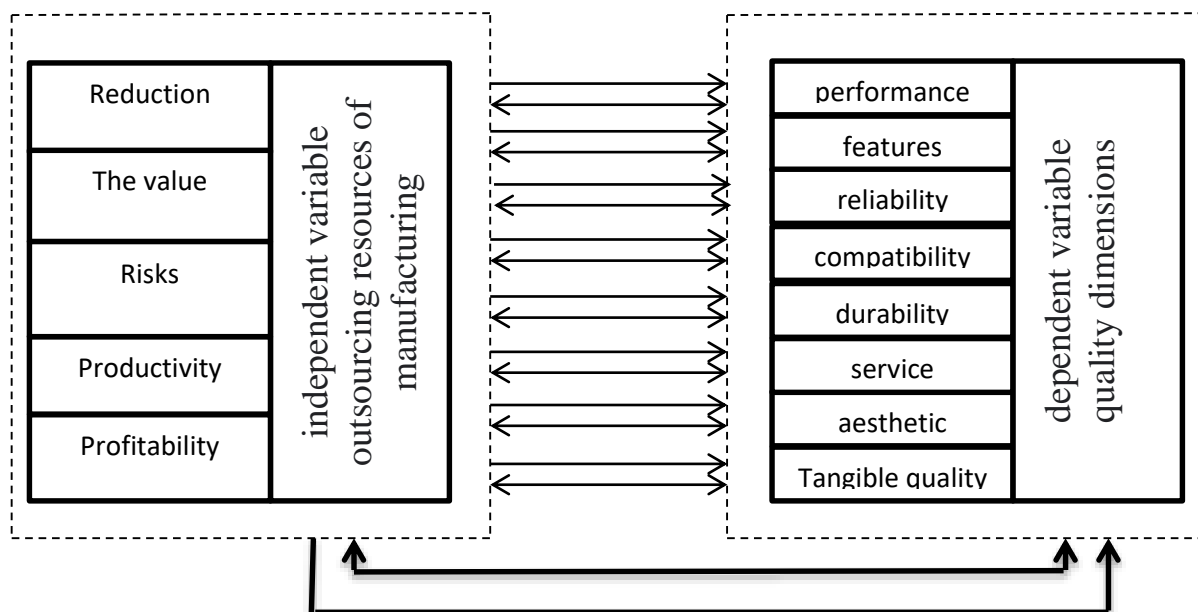 Reduction
The value
Risks
Productivity
Profitability
independent variable
outsourcing resources of
manufacturing
performance
features
reliability
compatibility
durability
service
aesthetic
Tangible quality
dependent variable
quality dimensions